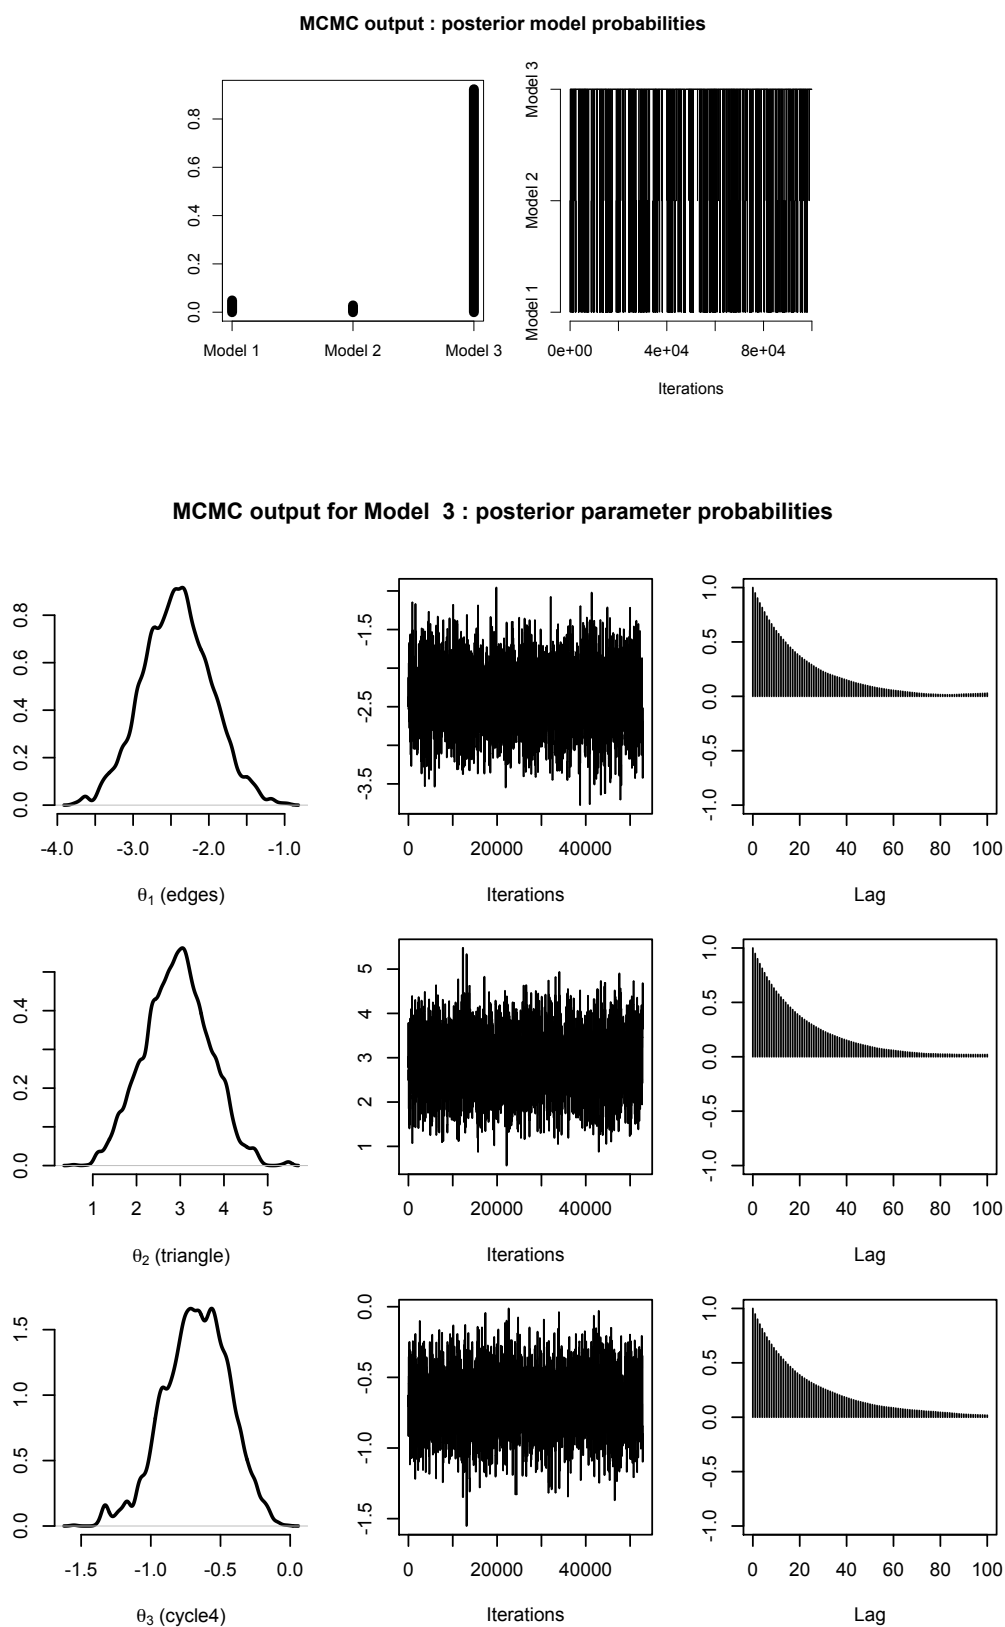 MCMC output : posterior model probabilities
0.0 0.2 0.4 0.6 0.8
Model 1 Model 2 Model 3
Model 1 Model 2 Model 3
0e+00 4e+04 8e+04
Iterations
MCMC output for Model 3 : posterior parameter probabilities
0.0 0.2 0.4 0.6 0.8
-4.0 -3.0 -2.0 -1.0
θ1 (edges)
-3.5 -2.5 -1.5
0 20000 40000
Iterations
-1.0 -0.5 0.0 0.5 1.0
0 20 40 60 80 100
Lag
0.0 0.2 0.4
1 2 3 4 5
θ2 (triangle)
1 2 3 4 5
0 20000 40000
Iterations
-1.0 -0.5 0.0 0.5 1.0
0 20 40 60 80 100
Lag
0.0 0.5 1.0 1.5
-1.5 -1.0 -0.5 0.0
θ3 (cycle4)
-1.5 -1.0 -0.5 0.0
0 20000 40000
Iterations
-1.0 -0.5 0.0 0.5 1.0
0 20 40 60 80 100
Lag